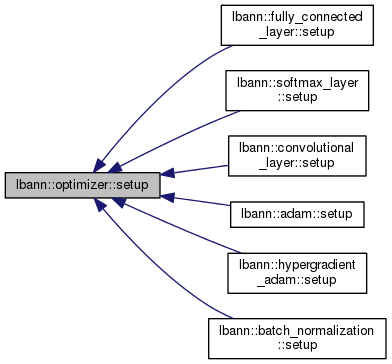 lbann::fully_connected
_layer::setup
lbann::softmax_layer
::setup
lbann::convolutional
_layer::setup
lbann::optimizer::setup
lbann::adam::setup
lbann::hypergradient
_adam::setup
lbann::batch_normalization
::setup